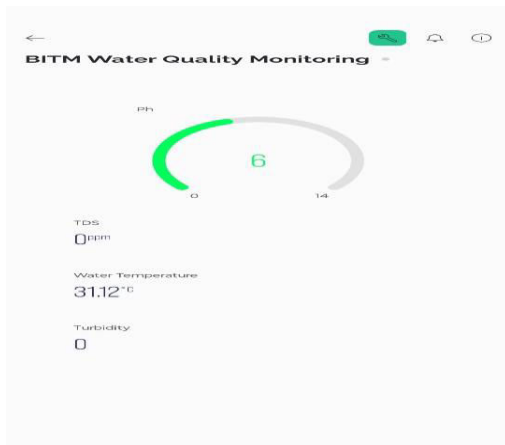 BITM Water Quality Monitoring
Ph
6
0 14
TDS
0ppm
Water Temperature
31.12°C
Turbidity
0